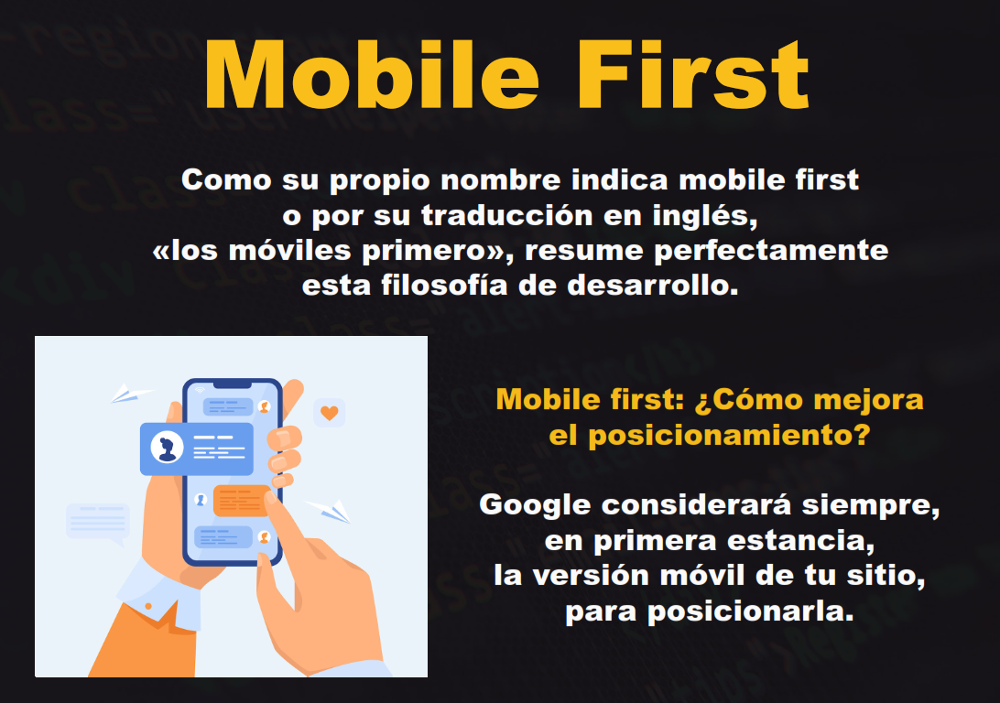 Mobile First
Como su propio nombre indica mobile first
o por su traducción en inglés,
«los móviles primero», resume perfectamente
esta filosofía de desarrollo.
Mobile first: ¿Cómo mejora
el posicionamiento?
Google considerará siempre,
en primera estancia,
la versión móvil de tu sitio,
para posicionarla.